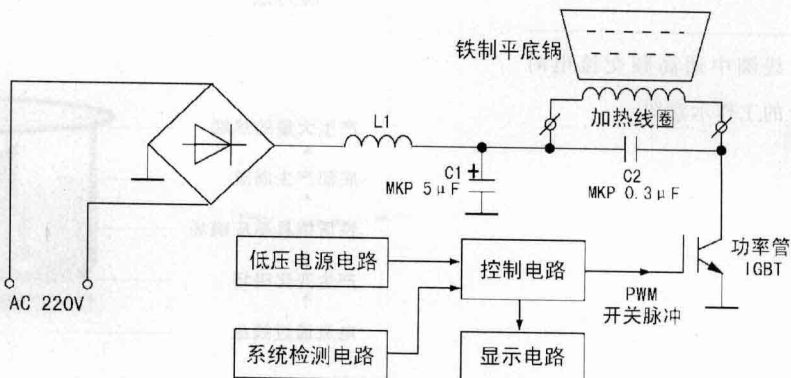 铁制平底锅
加热线圈
L1
C1
MKP 5μF
C2
MKP 0.3μF
功率管
IGBT
AC 220V
低压电源电路
控制电路
PWM
开关脉冲
系统检测电路
显示电路